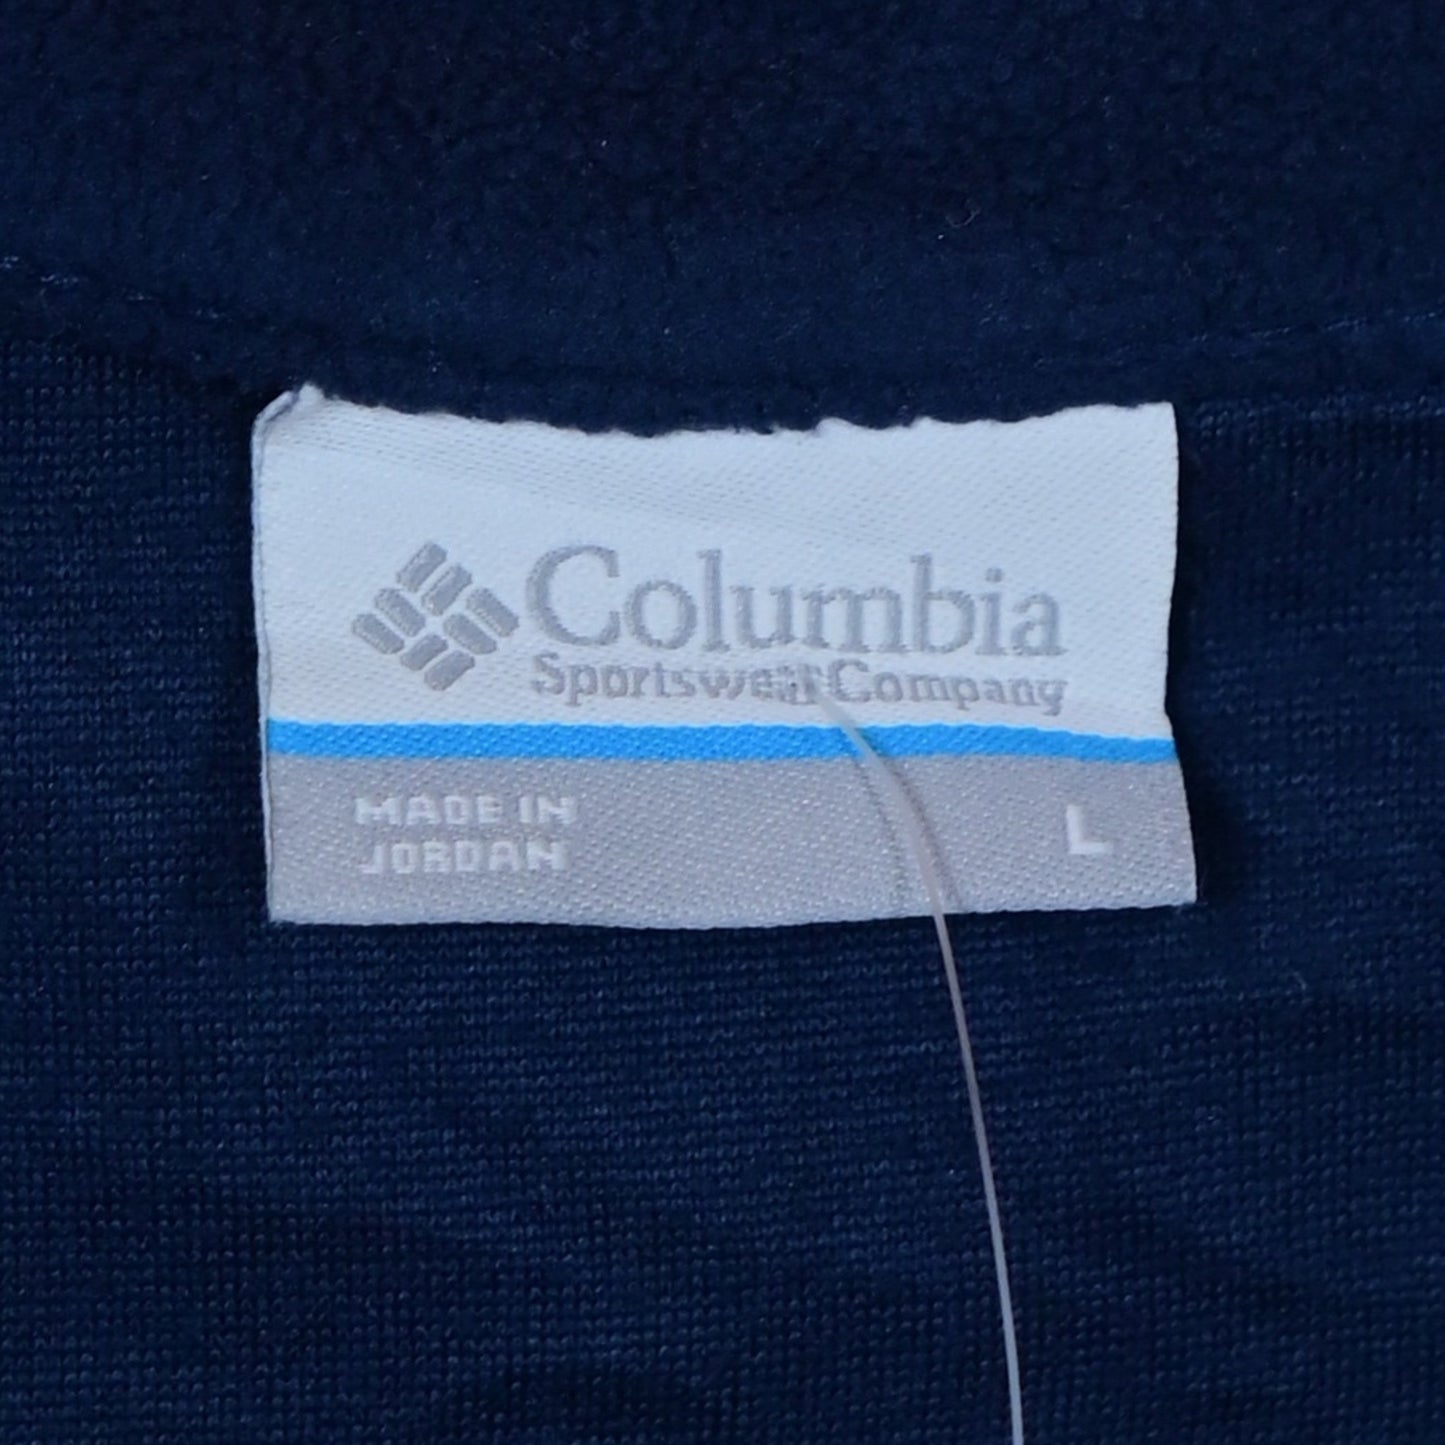 Columbia
Sportswear Company
MADE IN
JORDAN
L